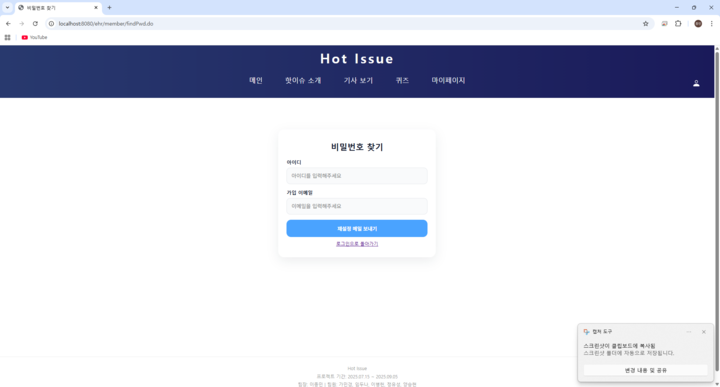 비밀번호 찾기
localhost:8080/ehr/member/findPwd.do
YouTube
Hot Issue
메인
핫이슈 소개
기사 보기
퀴즈
마이페이지
비밀번호 찾기
아이디
아이디를 입력해주세요
가입 이메일
이메일을 입력해주세요
재설정 메일 보내기
로그인으로 돌아가기
캡처 도구
스크린샷이 클립보드에 복사됨
스크린샷 폴더에 자동으로 저장됩니다.
변경 내용 및 공유
Hot Issue
프로젝트 기간: 2025.07.15 ~ 2025.09.05